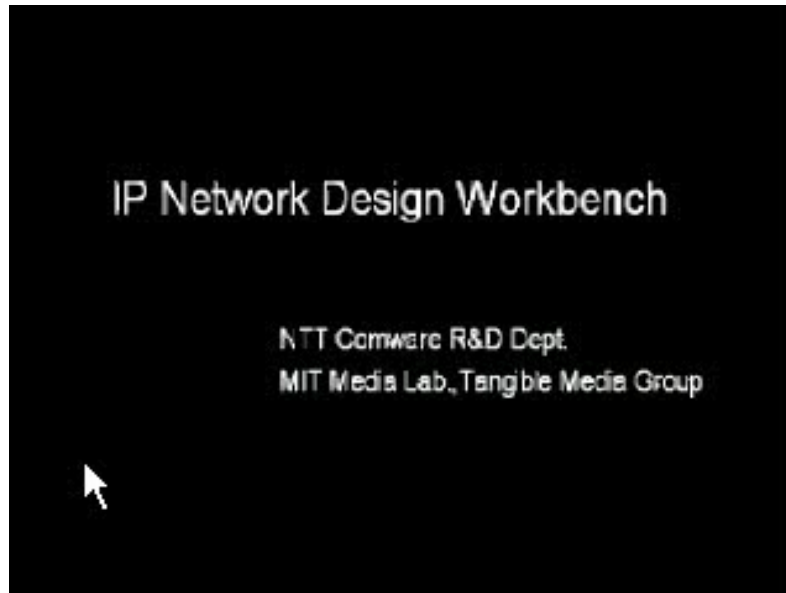 IP Network Design Workbench
NTT Comware R&D Dept.
MIT Media Lab., Tangible Media Group